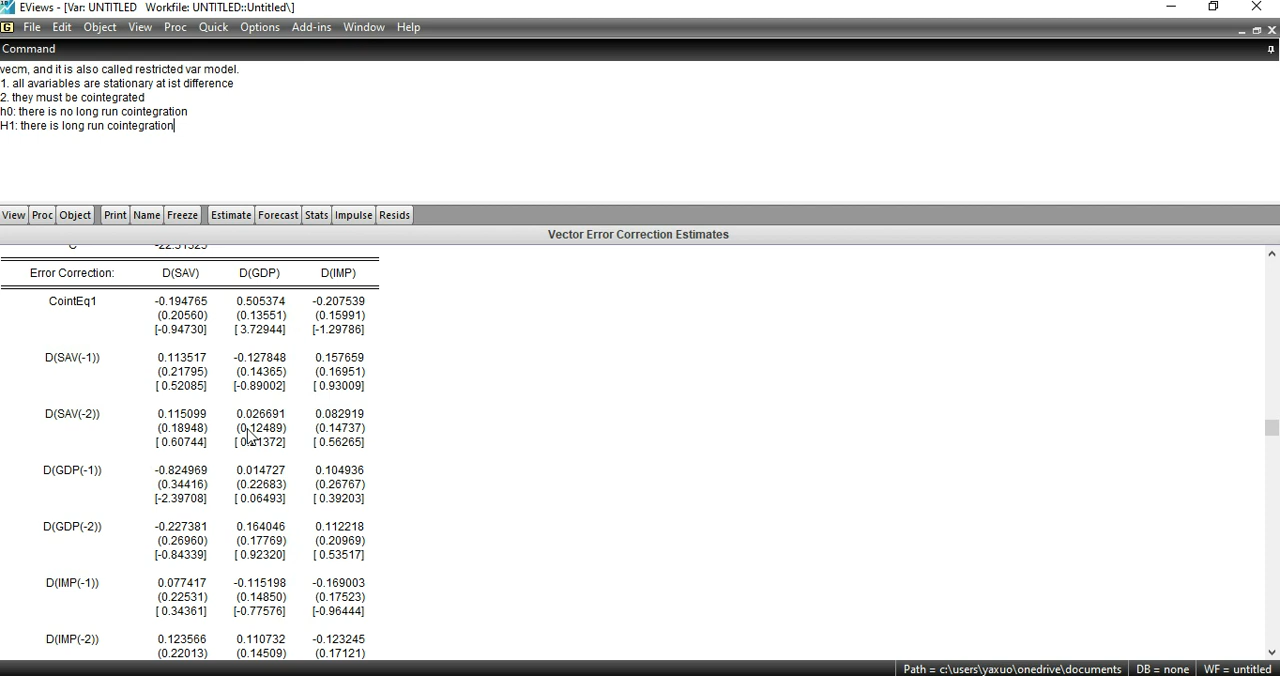 EViews - [Var: UNTITLED Workfile: UNTITLED::Untitled\]
File Edit Object View Proc Quick Options Add-ins Window Help
Command
vecm, and it is also called restricted var model.
1. all avariables are stationary at ist difference
2. they must be cointegrated
h0: there is no long run cointegration
H1: there is long run cointegration
View Proc Object Print Name Freeze Estimate Forecast Stats Impulse Resids
Vector Error Correction Estimates
Error Correction: D(SAV) D(GDP) D(IMP)
CointEq1 -0.194765 0.505374 -0.207539
(0.20560) (0.13551) (0.15991)
[-0.94730] [ 3.72944] [-1.29786]
D(SAV(-1)) 0.113517 -0.127848 0.157659
(0.21795) (0.14365) (0.16951)
[ 0.52085] [-0.89002] [ 0.93009]
D(SAV(-2)) 0.115099 0.026691 0.082919
(0.18948) (0.12489) (0.14737)
[ 0.60744] [ 0.56265]
D(GDP(-1)) -0.824969 0.014727 0.104936
(0.34416) (0.22683) (0.26767)
[-2.39708] [ 0.06493] [ 0.39203]
D(GDP(-2)) -0.227381 0.164046 0.112218
(0.26960) (0.17769) (0.20969)
[-0.84339] [ 0.92320] [ 0.53517]
D(IMP(-1)) 0.077417 -0.115198 -0.169003
(0.22531) (0.14850) (0.17523)
[ 0.34361] [-0.77576] [-0.96444]
D(IMP(-2)) 0.123566 0.110732 -0.123245
(0.22013) (0.14509) (0.17121)
Path = c:\users\yaxuo\onedrive\documents DB = none WF = untitled